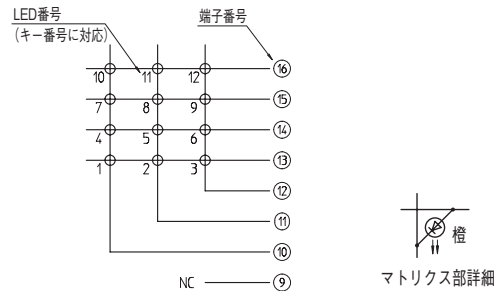 LED番号
(キー番号に対応)
端子番号
10 11 12 ⑯
7 8 9 ⑮
4 5 6 ⑭
1 2 3 ⑬
⑫
⑪
⑩
NC ⑨
橙
マトリクス部詳細